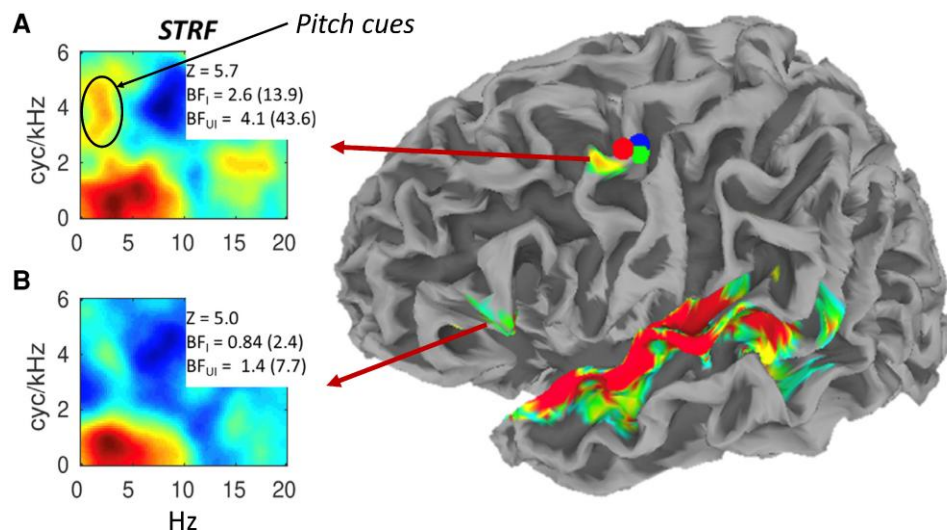 A
STRF
Pitch cues
6
4
2
0
cyc/kHz
0
5
10
15
20
Z = 5.7
BF_I = 2.6 (13.9)
BF_UI = 4.1 (43.6)
B
6
4
2
0
cyc/kHz
0
5
10
15
20
Hz
Z = 5.0
BF_I = 0.84 (2.4)
BF_UI = 1.4 (7.7)